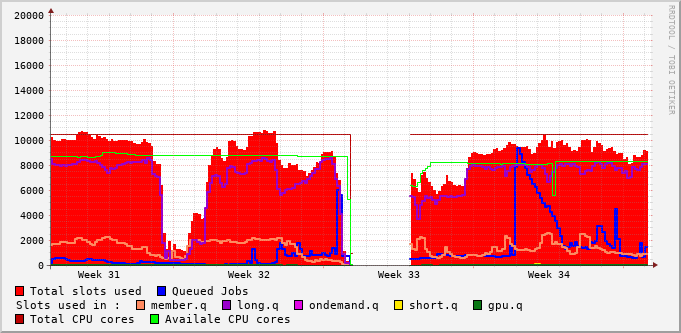 20000
18000
16000
14000
12000
10000
8000
6000
4000
2000
0
Week 31 Week 32 Week 33 Week 34
RRDTOOL / TOBI OETIKER
Total slots used Queued Jobs
Slots used in : member.q long.q ondemand.q short.q gpu.q
Total CPU cores Availale CPU cores